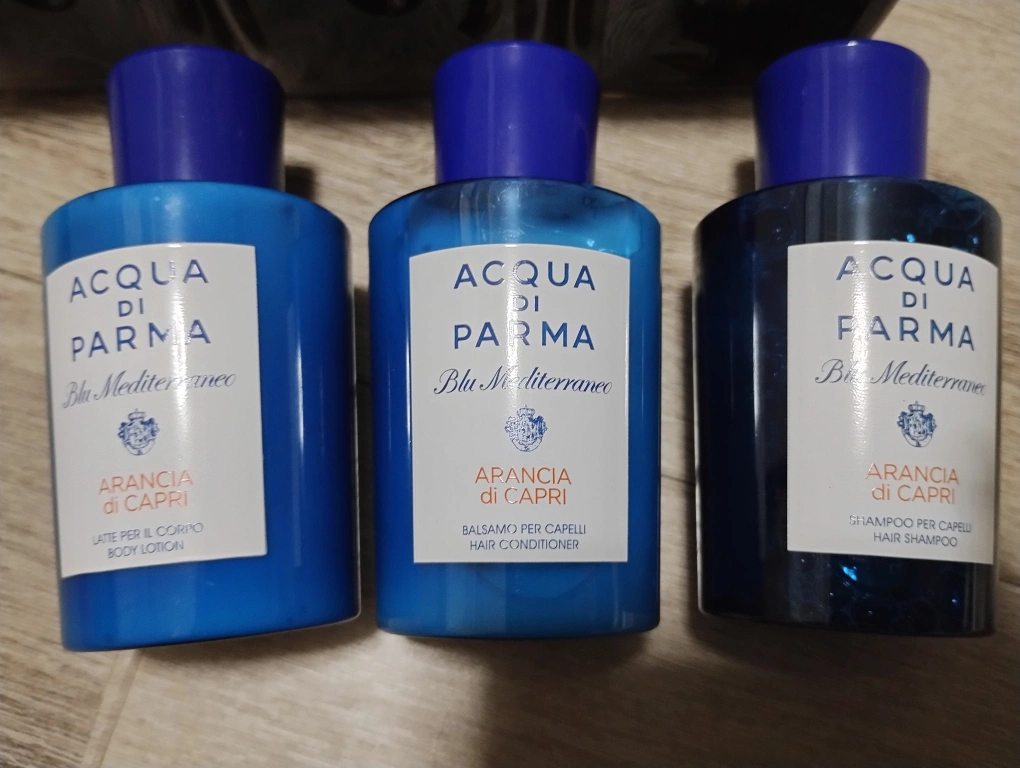 ACQUA
DI
PARMA
Blu Mediterraneo
ARANCIA
di CAPRI
LATTE PER IL CORPO
BODY LOTION
ACQUA
DI
PARMA
Blu Mediterraneo
ARANCIA
di CAPRI
BALSAMO PER CAPELLI
HAIR CONDITIONER
ACQUA
DI
PARMA
Blu Mediterraneo
ARANCIA
di CAPRI
SHAMPOO PER CAPELLI
HAIR SHAMPOO